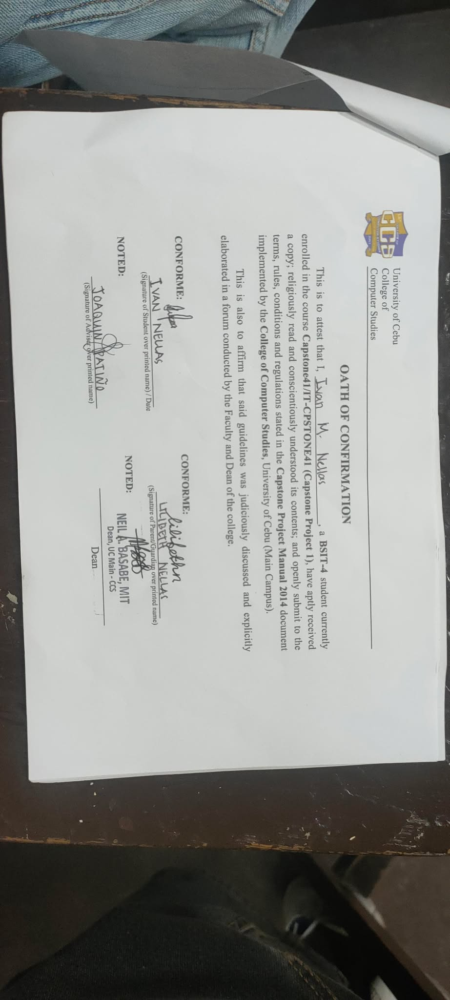 University of Cebu
College of
Computer Studies
CCS
OATH OF CONFIRMATION
This is to attest that I, Ivan M. Nellas, a BSIT-4 student currently
enrolled in the course Capstone41/IT-CPSTONE41 (Capstone Project 1), have aptly received
a copy; religiously read and conscientiously understood its contents; and openly submit to the
terms, rules, conditions and regulations stated in the Capstone Project Manual 2014 document
implemented by the College of Computer Studies, University of Cebu (Main Campus).
This is also to affirm that said guidelines was judiciously discussed and explicitly
elaborated in a forum conducted by the Faculty and Dean of the college.
CONFORME:
IVAN NELLAS
(Signature of Student over printed name) / Date
CONFORME:
LILIBETH NELLAS
(Signature of Parent/Guardian over printed name)
NOTED:
JOAQUIN PATIÑO
(Signature of Adviser over printed name)
NOTED:
NEIL A. BASABE, MIT
Dean, UC Main - CCS
Dean